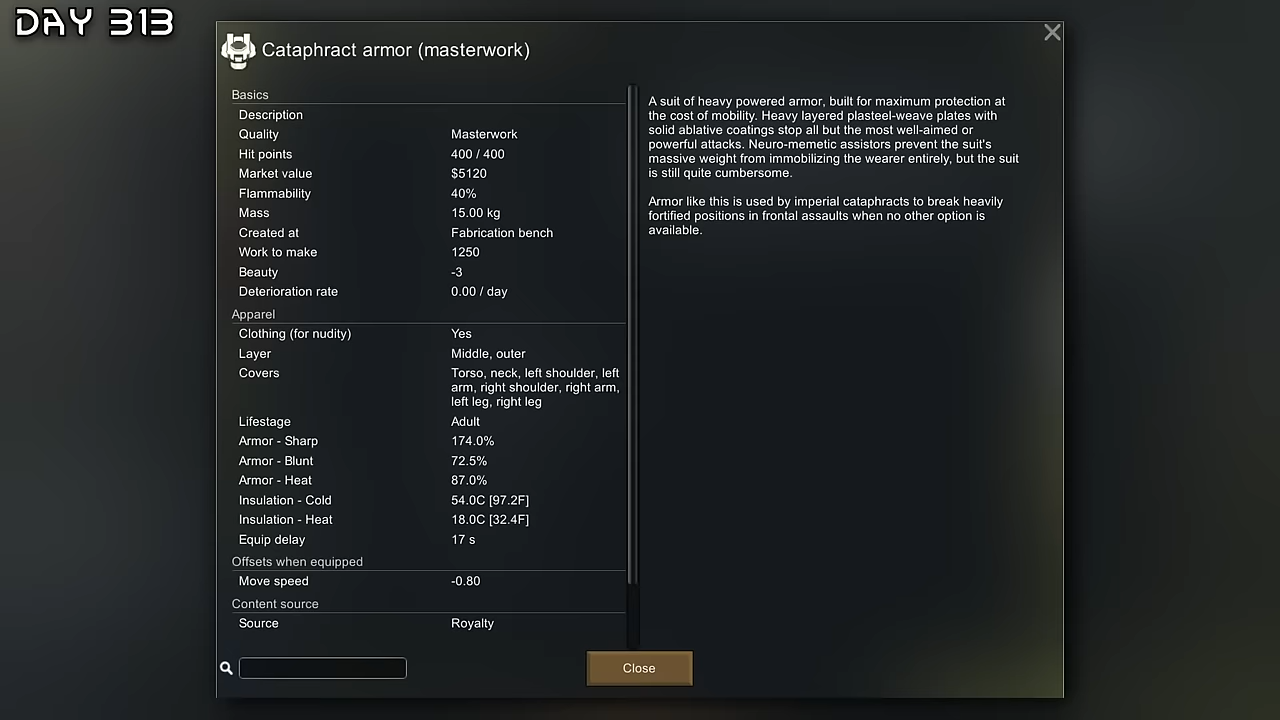 DAY 313
Cataphract armor (masterwork)
Basics
Description
Quality Masterwork
Hit points 400 / 400
Market value $5120
Flammability 40%
Mass 15.00 kg
Created at Fabrication bench
Work to make 1250
Beauty -3
Deterioration rate 0.00 / day
Apparel
Clothing (for nudity) Yes
Layer Middle, outer
Covers Torso, neck, left shoulder, left
arm, right shoulder, right arm,
left leg, right leg
Lifestage Adult
Armor - Sharp 174.0%
Armor - Blunt 72.5%
Armor - Heat 87.0%
Insulation - Cold 54.0C [97.2F]
Insulation - Heat 18.0C [32.4F]
Equip delay 17 s
Offsets when equipped
Move speed -0.80
Content source
Source Royalty
A suit of heavy powered armor, built for maximum protection at
the cost of mobility. Heavy layered plasteel-weave plates with
solid ablative coatings stop all but the most well-aimed or
powerful attacks. Neuro-memetic assistors prevent the suit's
massive weight from immobilizing the wearer entirely, but the suit
is still quite cumbersome.
Armor like this is used by imperial cataphracts to break heavily
fortified positions in frontal assaults when no other option is
available.
Close